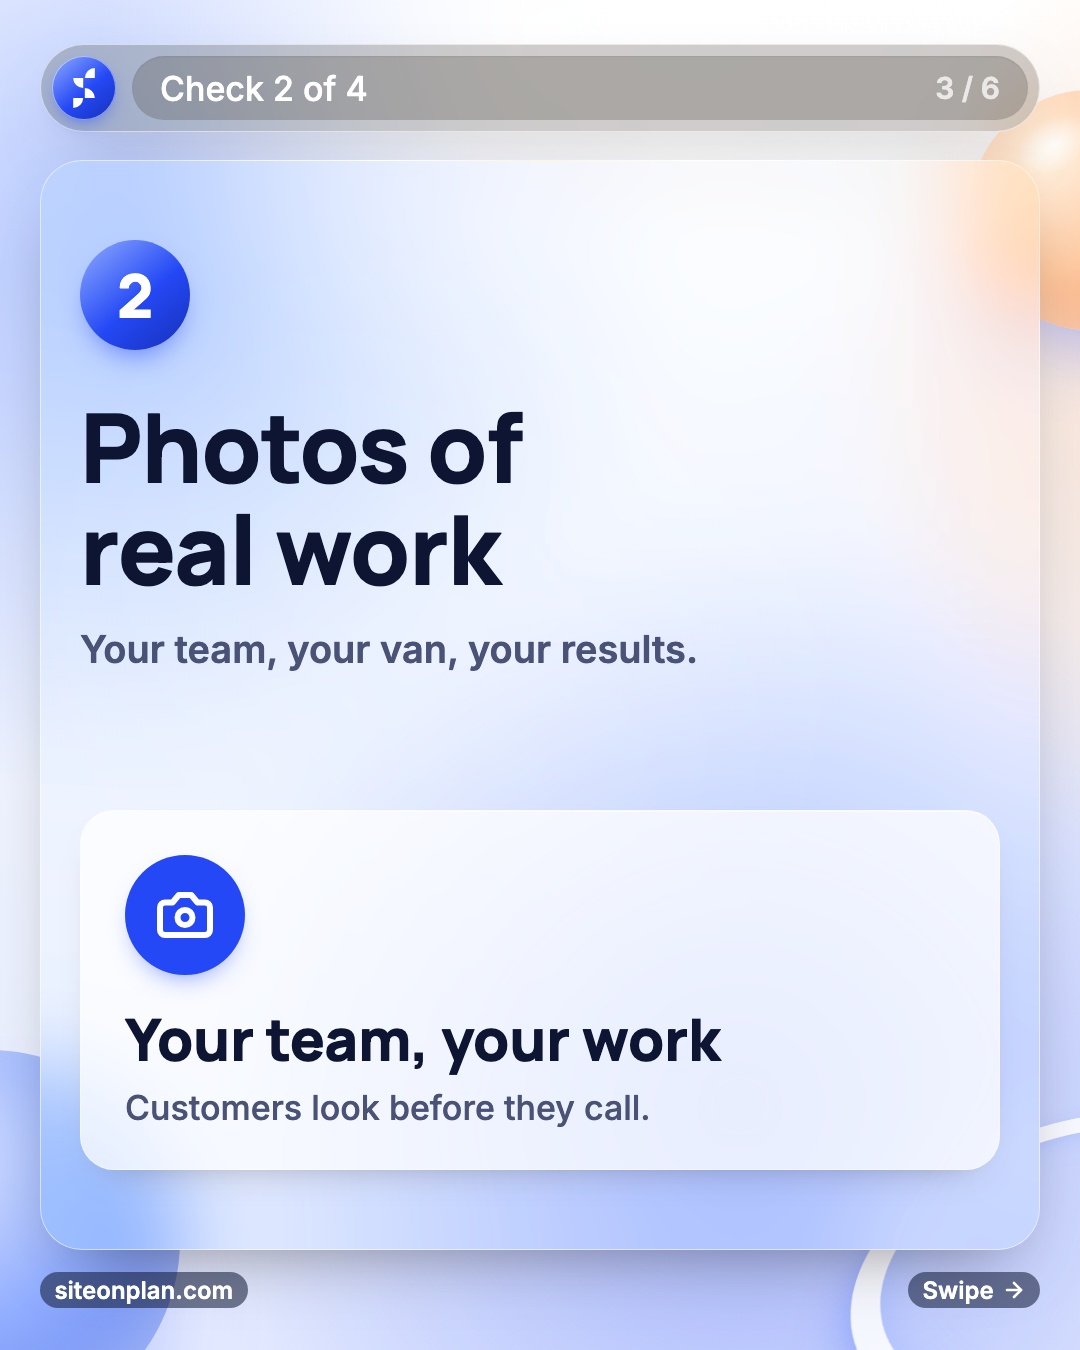 Check 2 of 4
3 / 6
2
Photos of
real work
Your team, your van, your results.
Your team, your work
Customers look before they call.
siteonplan.com
Swipe →